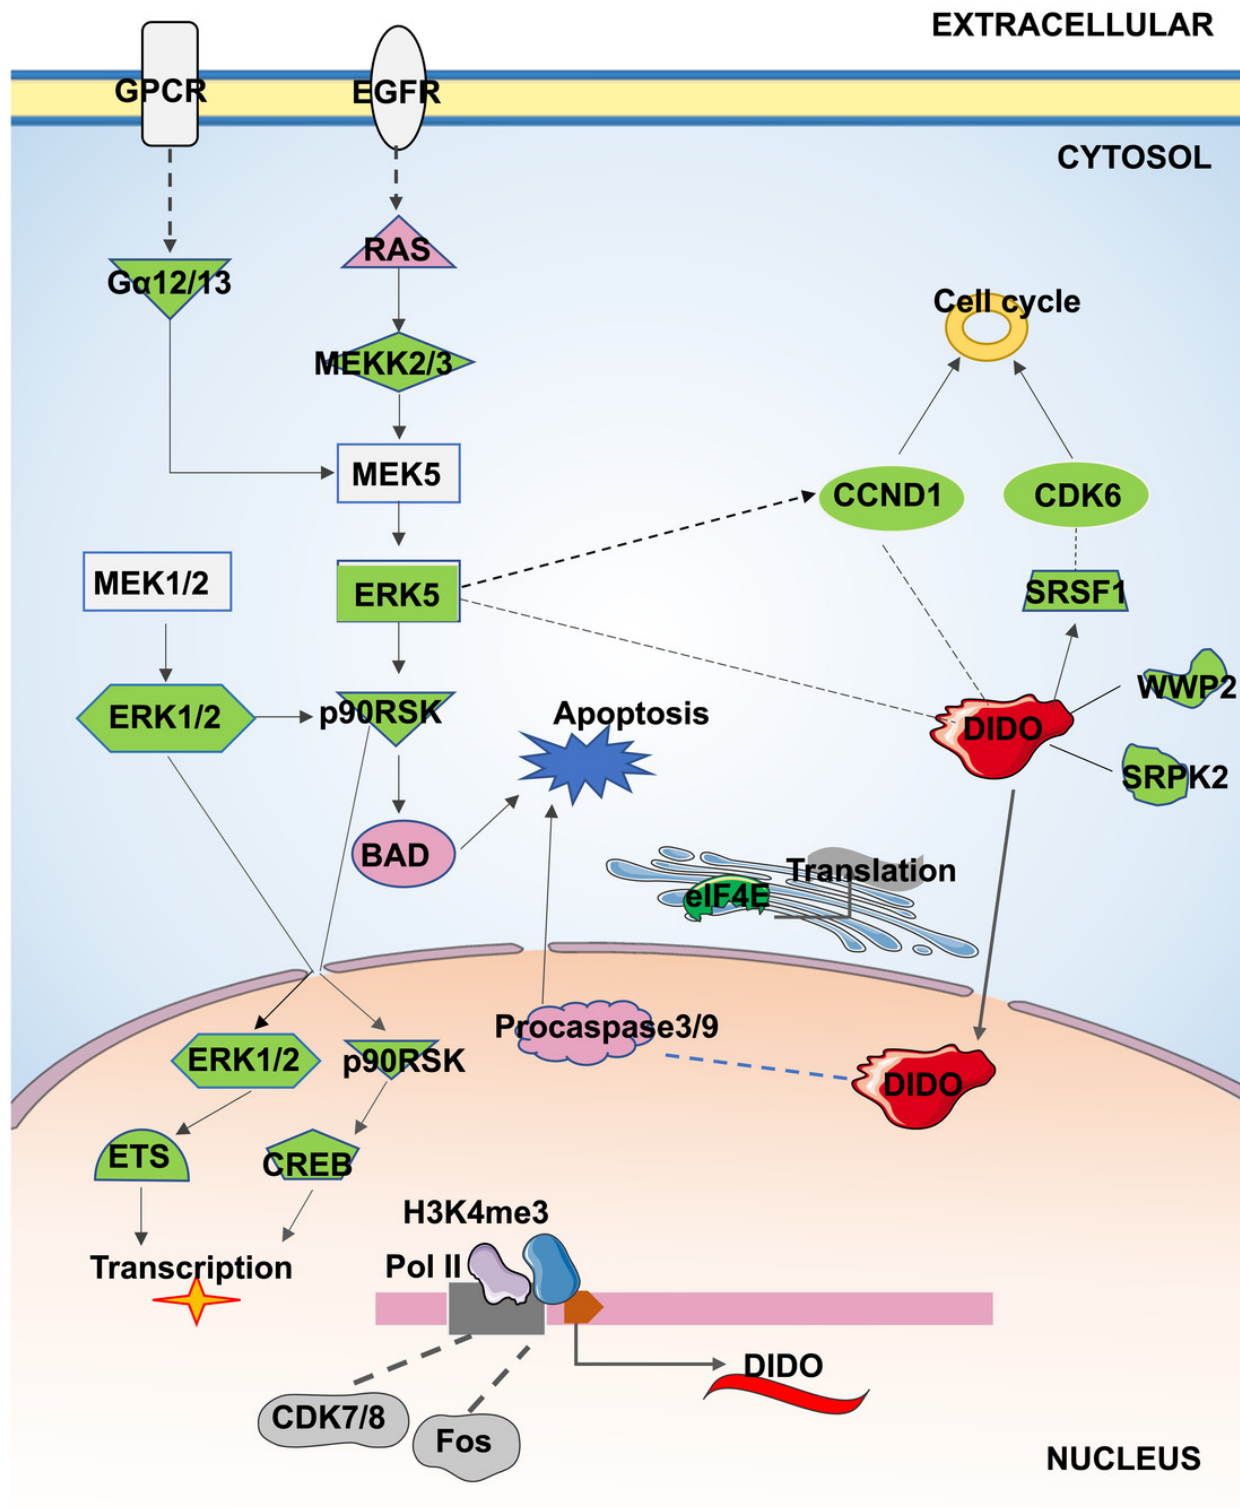 EXTRACELLULAR
GPCR
EGFR
CYTOSOL
RAS
Gα12/13
Cell cycle
MEKK2/3
MEK5
CCND1
CDK6
MEK1/2
ERK5
SRSF1
WWP2
ERK1/2
p90RSK
Apoptosis
DIDO
SRPK2
BAD
Translation
eIF4E
Procaspase3/9
ERK1/2
p90RSK
DIDO
ETS
CREB
H3K4me3
Transcription
Pol II
DIDO
CDK7/8
Fos
NUCLEUS